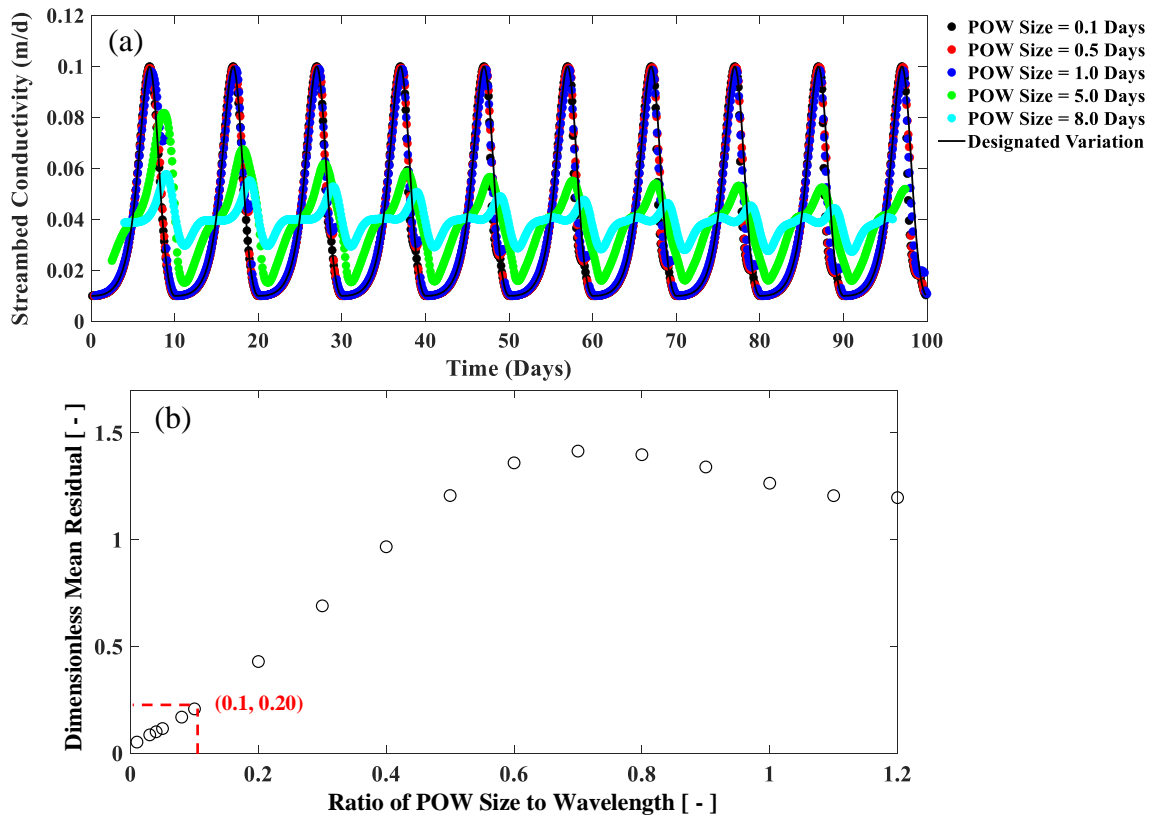 (a)
Streambed Conductivity (m/d)
0.12
0.1
0.08
0.06
0.04
0.02
0
0 10 20 30 40 50 60 70 80 90 100
Time (Days)
POW Size = 0.1 Days
POW Size = 0.5 Days
POW Size = 1.0 Days
POW Size = 5.0 Days
POW Size = 8.0 Days
Designated Variation
(b)
Dimensionless Mean Residual [ - ]
1.5
1
0.5
0
(0.1, 0.20)
0 0.2 0.4 0.6 0.8 1 1.2
Ratio of POW Size to Wavelength [ - ]